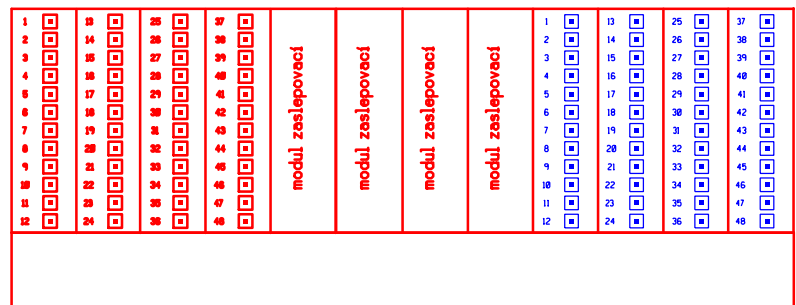 1 13 25 37 1 13 25 37
2 14 26 38 2 14 26 38
3 15 27 39 3 15 27 39
4 16 28 40 4 16 28 40
5 17 29 41 5 17 29 41
6 18 30 42 6 18 30 42
7 19 31 43 7 19 31 43
8 20 32 44 8 20 32 44
9 21 33 45 9 21 33 45
10 22 34 46 10 22 34 46
11 23 35 47 11 23 35 47
12 24 36 48 12 24 36 48
modul zaslepovací
modul zaslepovací
modul zaslepovací
modul zaslepovací